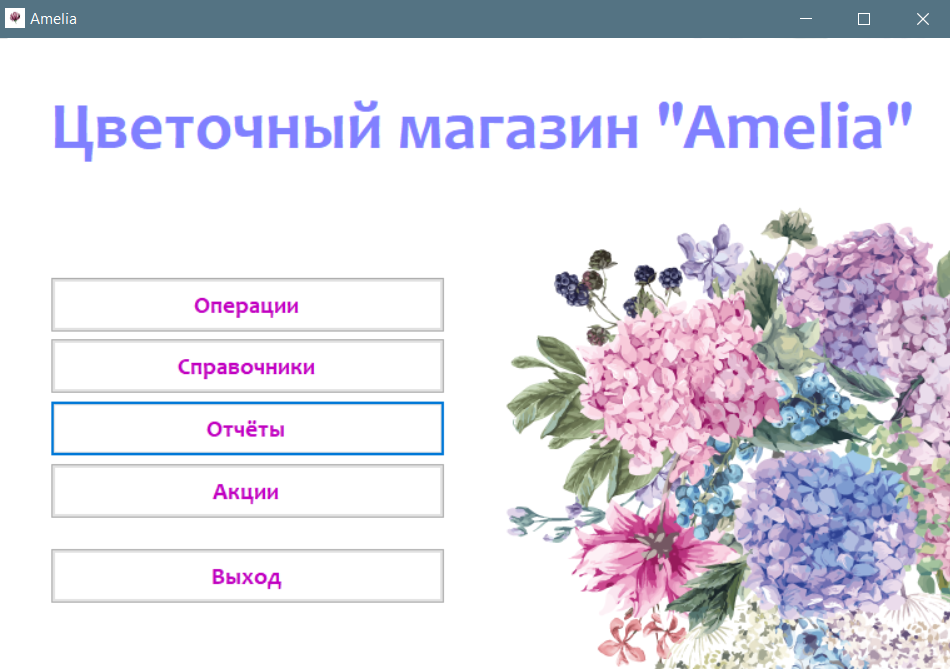 Amelia
Цветочный магазин "Amelia"
Операции
Справочники
Отчёты
Акции
Выход